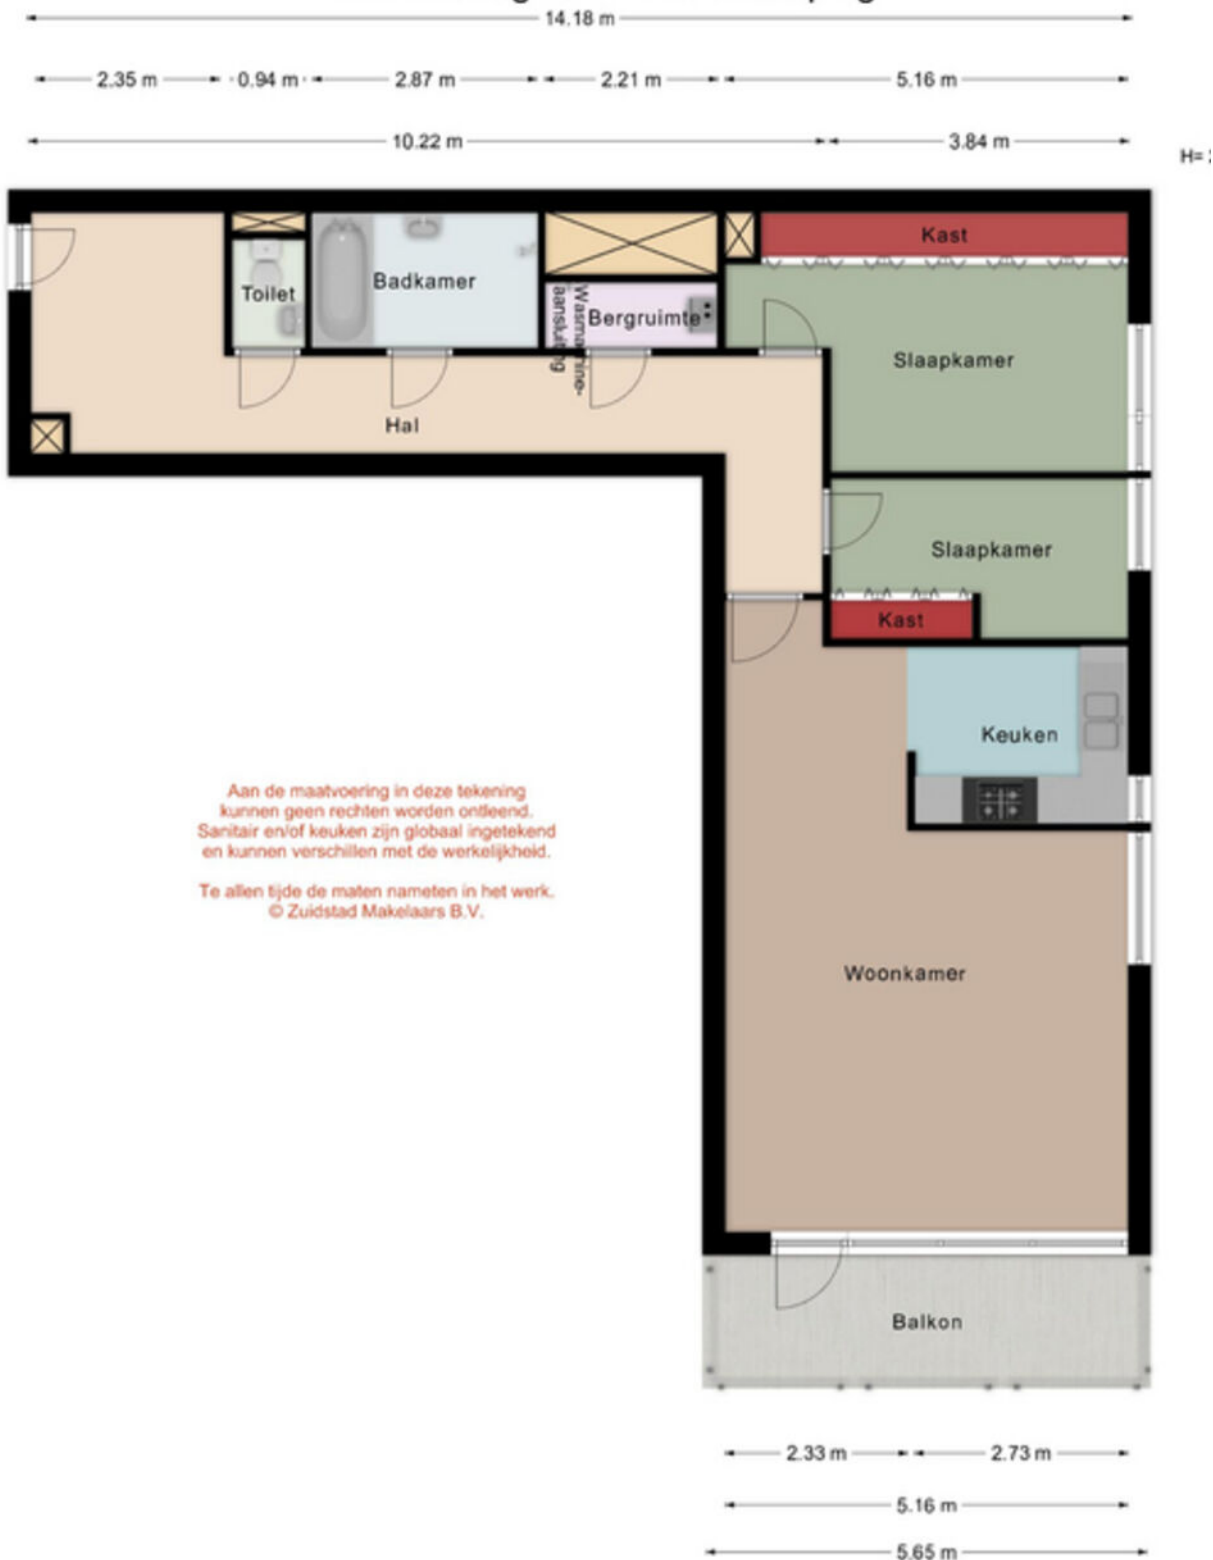 14.18 m
2.35 m 0.94 m 2.87 m 2.21 m 5.16 m
10.22 m 3.84 m
H=
Kast
Toilet
Badkamer
Bergruimte
Wasmachine-
aansluiting
Slaapkamer
Hal
Slaapkamer
Kast
Keuken
Aan de maatvoering in deze tekening
kunnen geen rechten worden ontleend.
Sanitair en/of keuken zijn globaal ingetekend
en kunnen verschillen met de werkelijkheid.
Te allen tijde de maten nameten in het werk.
© Zuidstad Makelaars B.V.
Woonkamer
Balkon
2.33 m 2.73 m
5.16 m
5.65 m